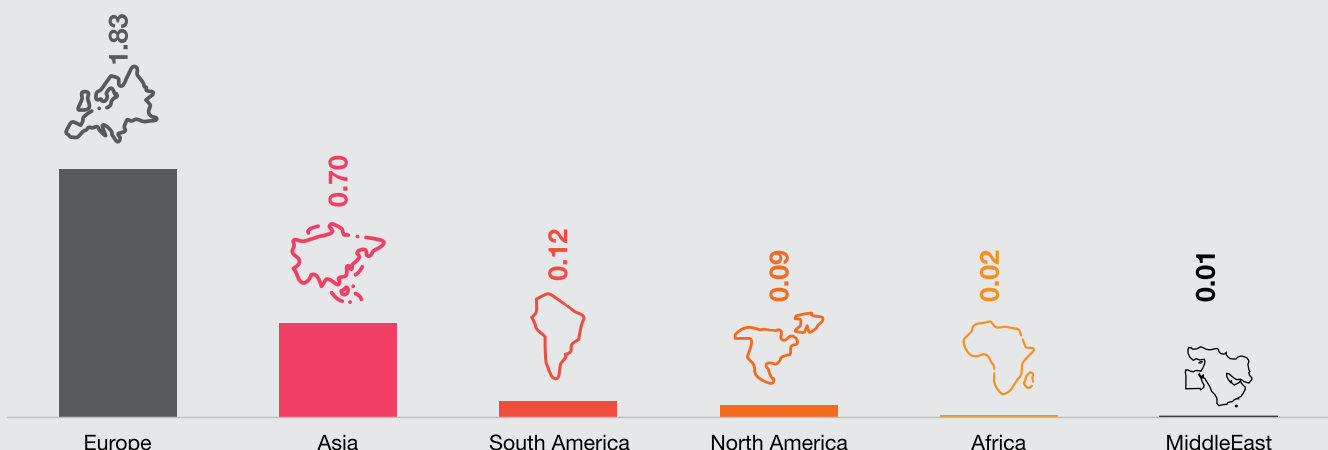 1.83
0.70
0.12
0.09
0.02
0.01
Europe
Asia
South America
North America
Africa
MiddleEast